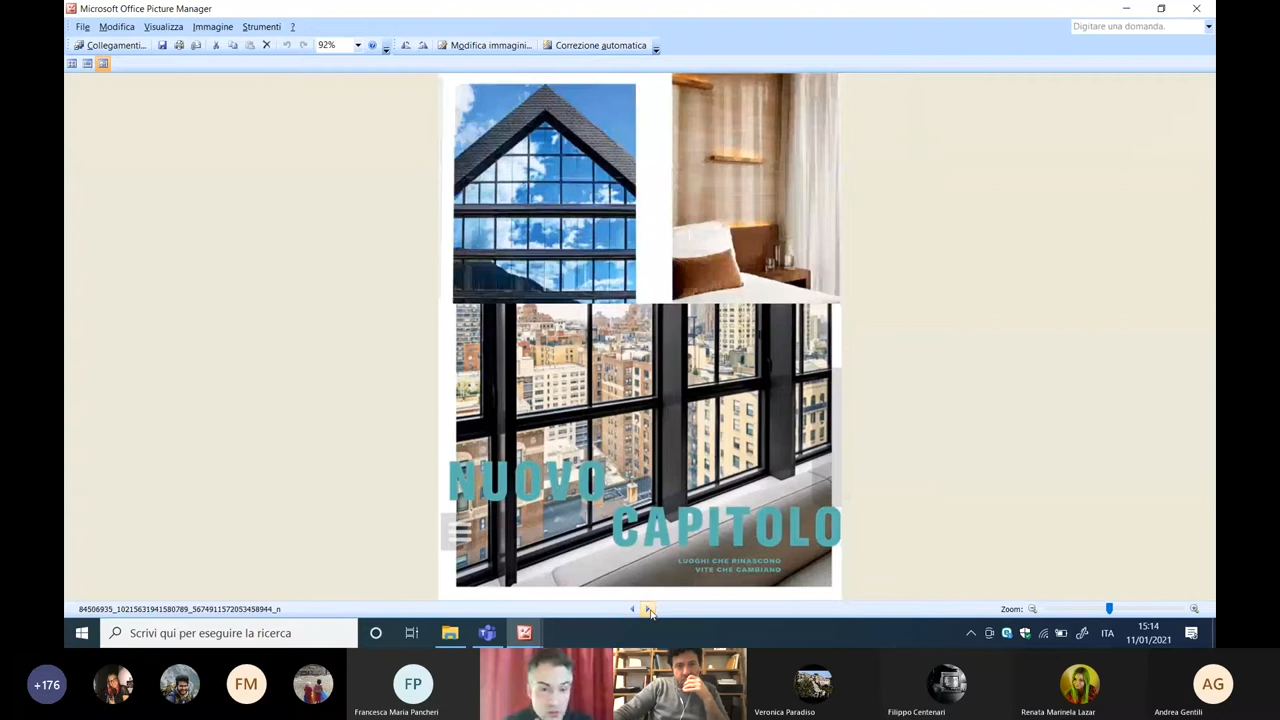 Microsoft Office Picture Manager
File Modifica Visualizza Immagine Strumenti ?
Digitare una domanda.
Collegamenti... 92% Modifica immagini... Correzione automatica
NUOVO
CAPITOLO
LUOGHI CHE RINASCONO
VITE CHE CAMBIANO
84506935_10215631941580789_5674911572053458944_n
Zoom:
Scrivi qui per eseguire la ricerca
ITA
15:14
11/01/2021
+176
FM
FP
AG
Francesca Maria Pancheri
Veronica Paradiso
Filippo Centenari
Renata Marinela Lazar
Andrea Gentili